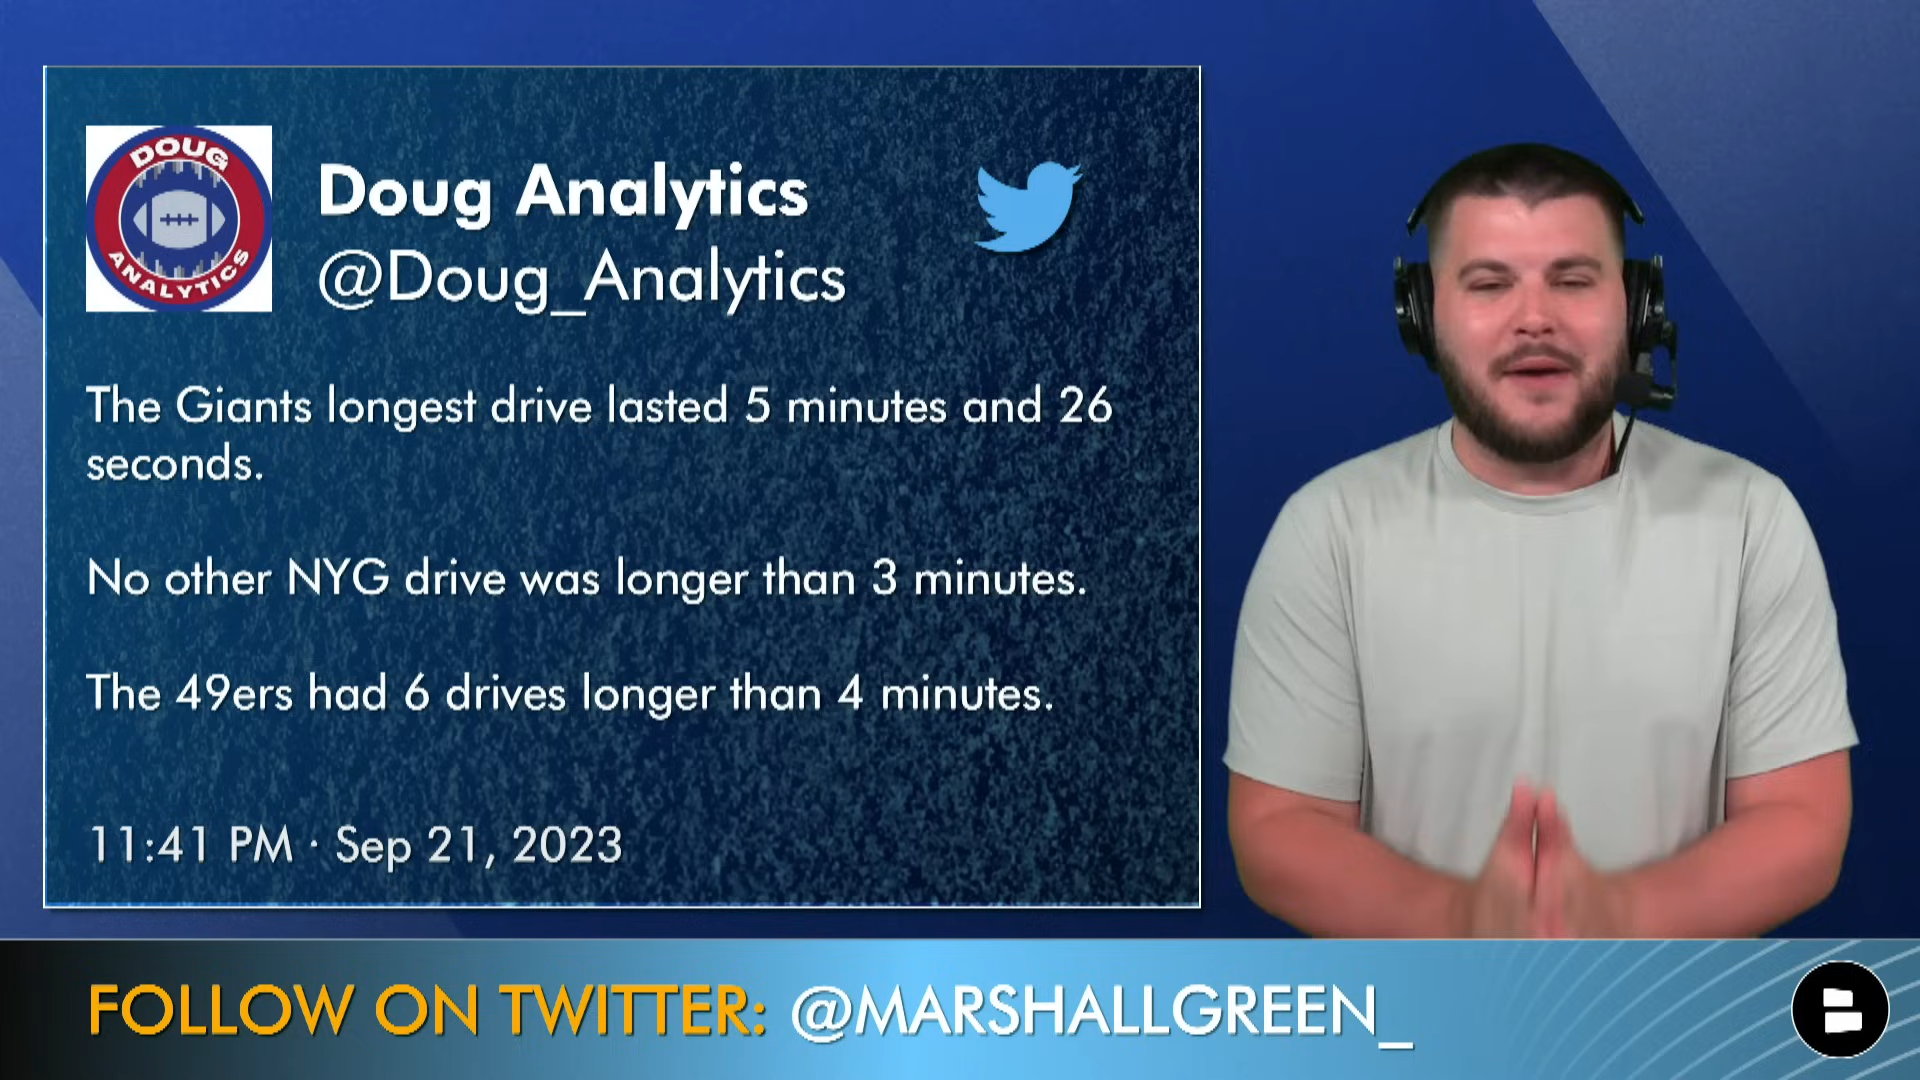 DOUG
ANALYTICS
Doug Analytics
@Doug_Analytics
The Giants longest drive lasted 5 minutes and 26
seconds.
No other NYG drive was longer than 3 minutes.
The 49ers had 6 drives longer than 4 minutes.
11:41 PM · Sep 21, 2023
FOLLOW ON TWITTER: @MARSHALLGREEN_